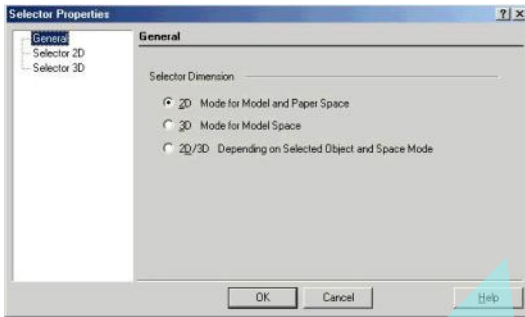 Selector Properties
General
Selector 2D
Selector 3D
General
Selector Dimension
2D Mode for Model and Paper Space
3D Mode for Model Space
2D/3D Depending on Selected Object and Space Mode
OK Cancel Help